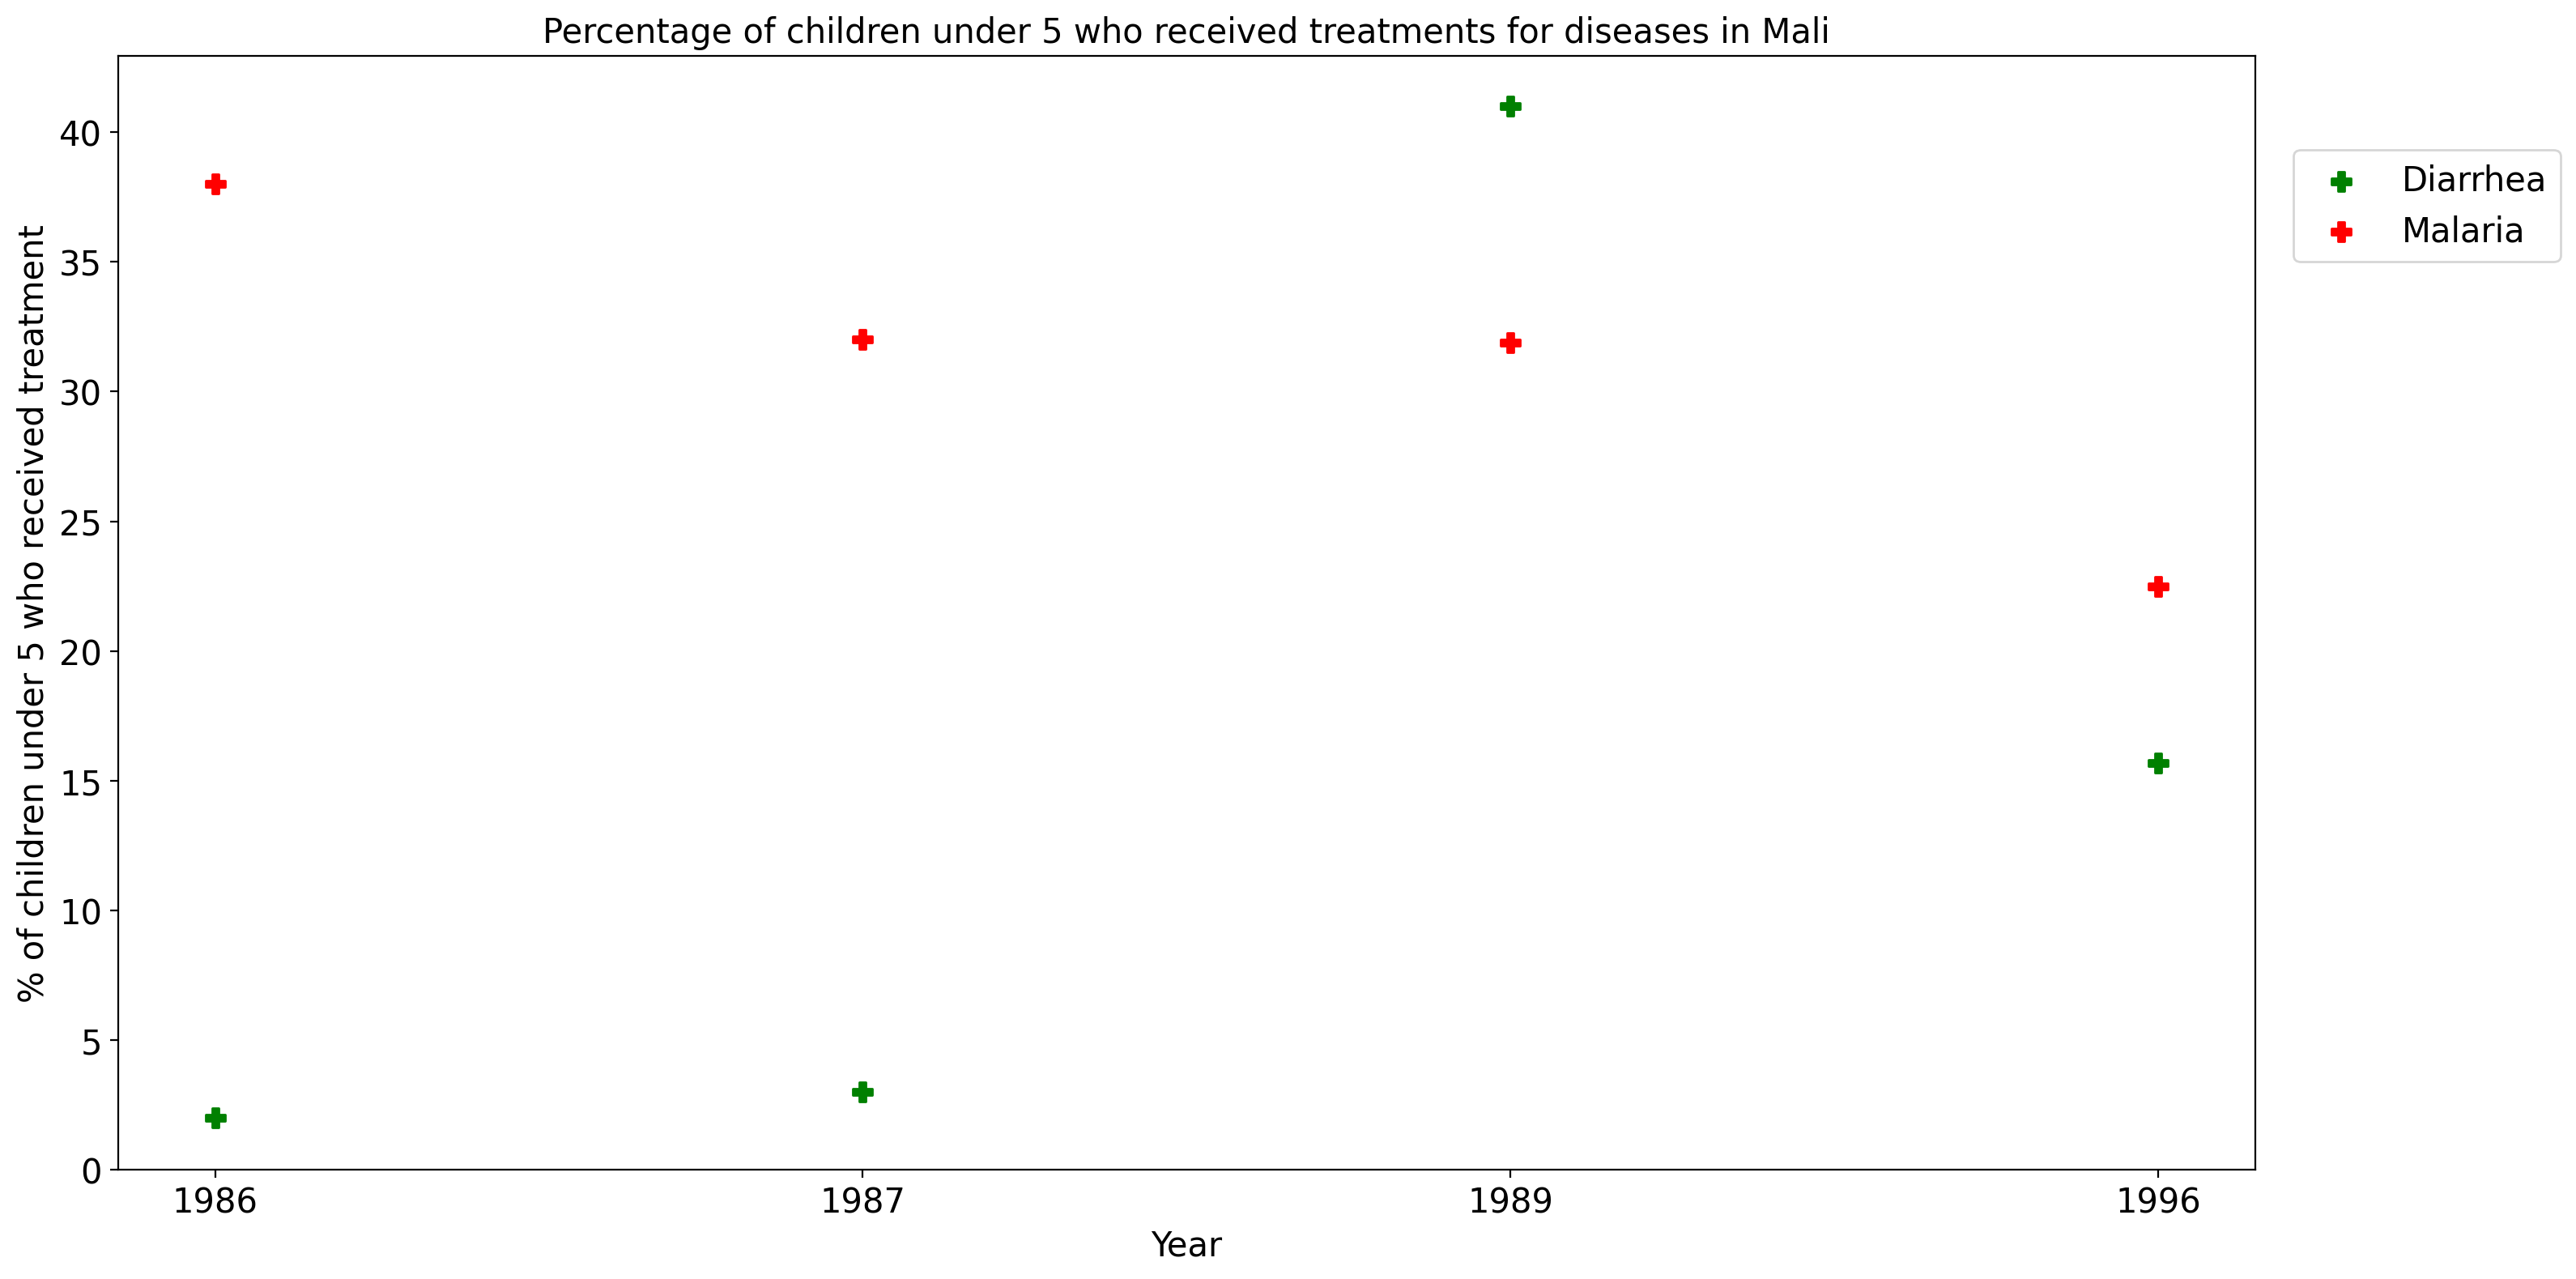 Percentage of children under 5 who received treatments for diseases in Mali
% of children under 5 who received treatment
40
35
30
25
20
15
10
5
0
1986 1987 1989 1996
Year
Diarrhea
Malaria